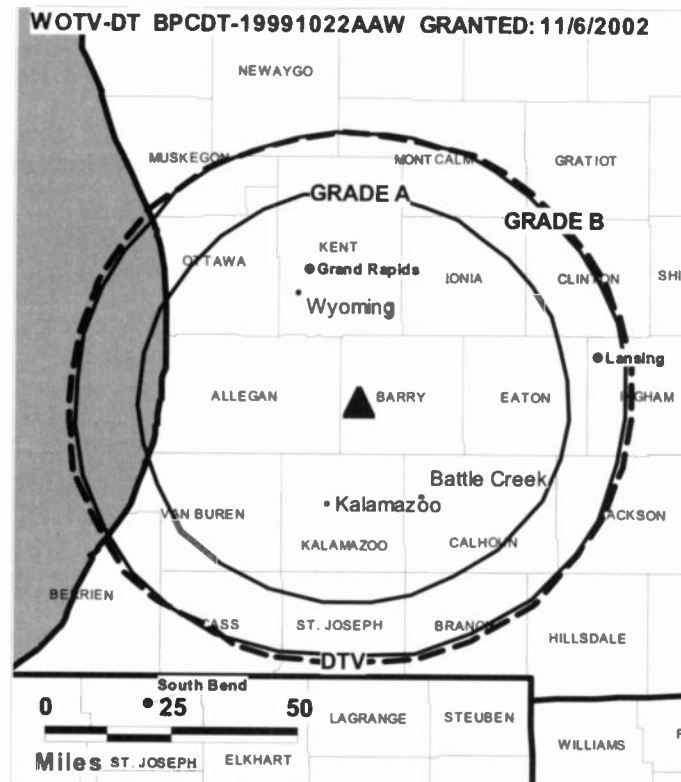 WOTV-DT BPCDT-19991022AAW GRANTED: 11/6/2002
NEWAYGO
MUSKEGON
MONTCALM
GRATIOT
GRADE A
GRADE B
KENT
OTTAWA
Grand Rapids
IONIA
CLINTON
SHI
Wyoming
Lansing
ALLEGAN
BARRY
EATON
INGHAM
Battle Creek
Kalamazoo
VAN BUREN
JACKSON
KALAMAZOO
CALHOUN
BERRIEN
CASS
ST. JOSEPH
BRANCH
HILLSDALE
DTV
South Bend
0 25 50
LAGRANGE
STEUBEN
WILLIAMS
F
Miles
ST. JOSEPH
ELKHART